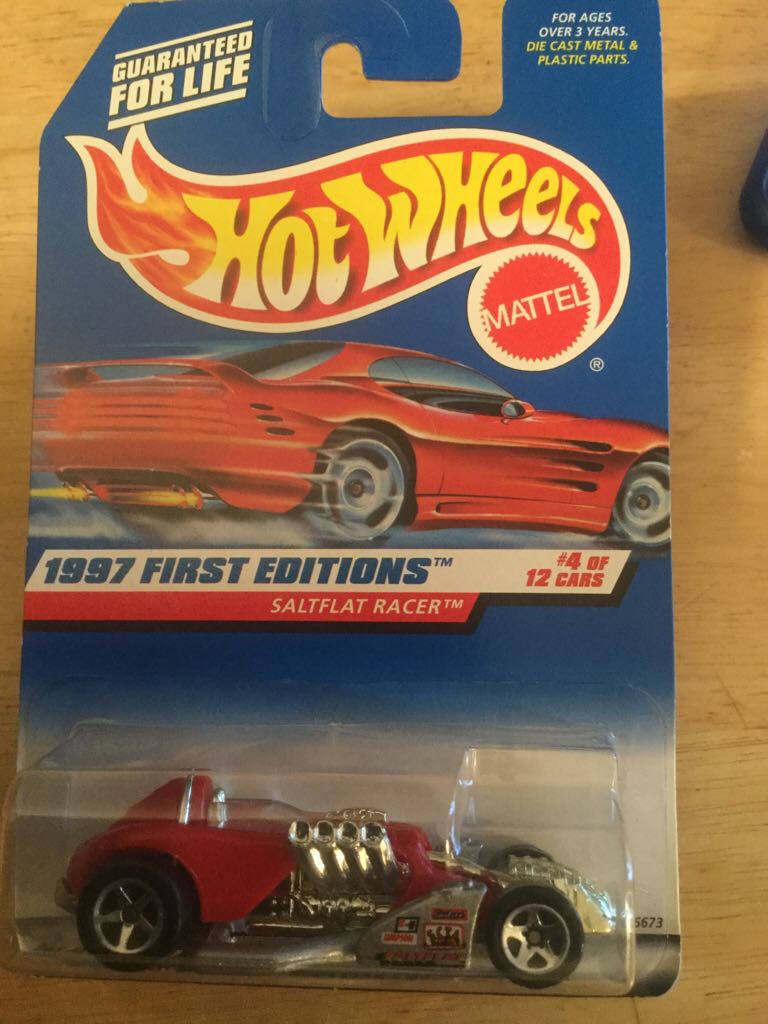 GUARANTEED
FOR LIFE
FOR AGES
OVER 3 YEARS.
DIE CAST METAL &
PLASTIC PARTS.
HOT WHEELS
MATTEL
®
1997 FIRST EDITIONS™
#4 OF
12 CARS
SALTFLAT RACER™
5673
SIMPSON